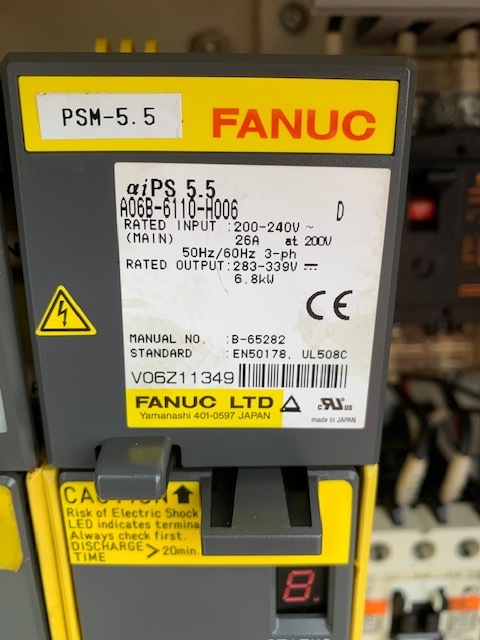 PSM-5.5
FANUC
αiPS 5.5
A06B-6110-H006 D
RATED INPUT :200-240V ~
(MAIN) 26A at 200V
50Hz/60Hz 3-ph
RATED OUTPUT:283-339V ⎓
6.8kW
CE
MANUAL NO. :B-65282
STANDARD :EN50178, UL508C
V06Z11349
FANUC LTD
Yamanashi 401-0597 JAPAN
c RU us
made in JAPAN
CAUTION
Risk of Electric Shock
LED indicates termina
Always check first.
DISCHARGE >20min.
TIME
8.